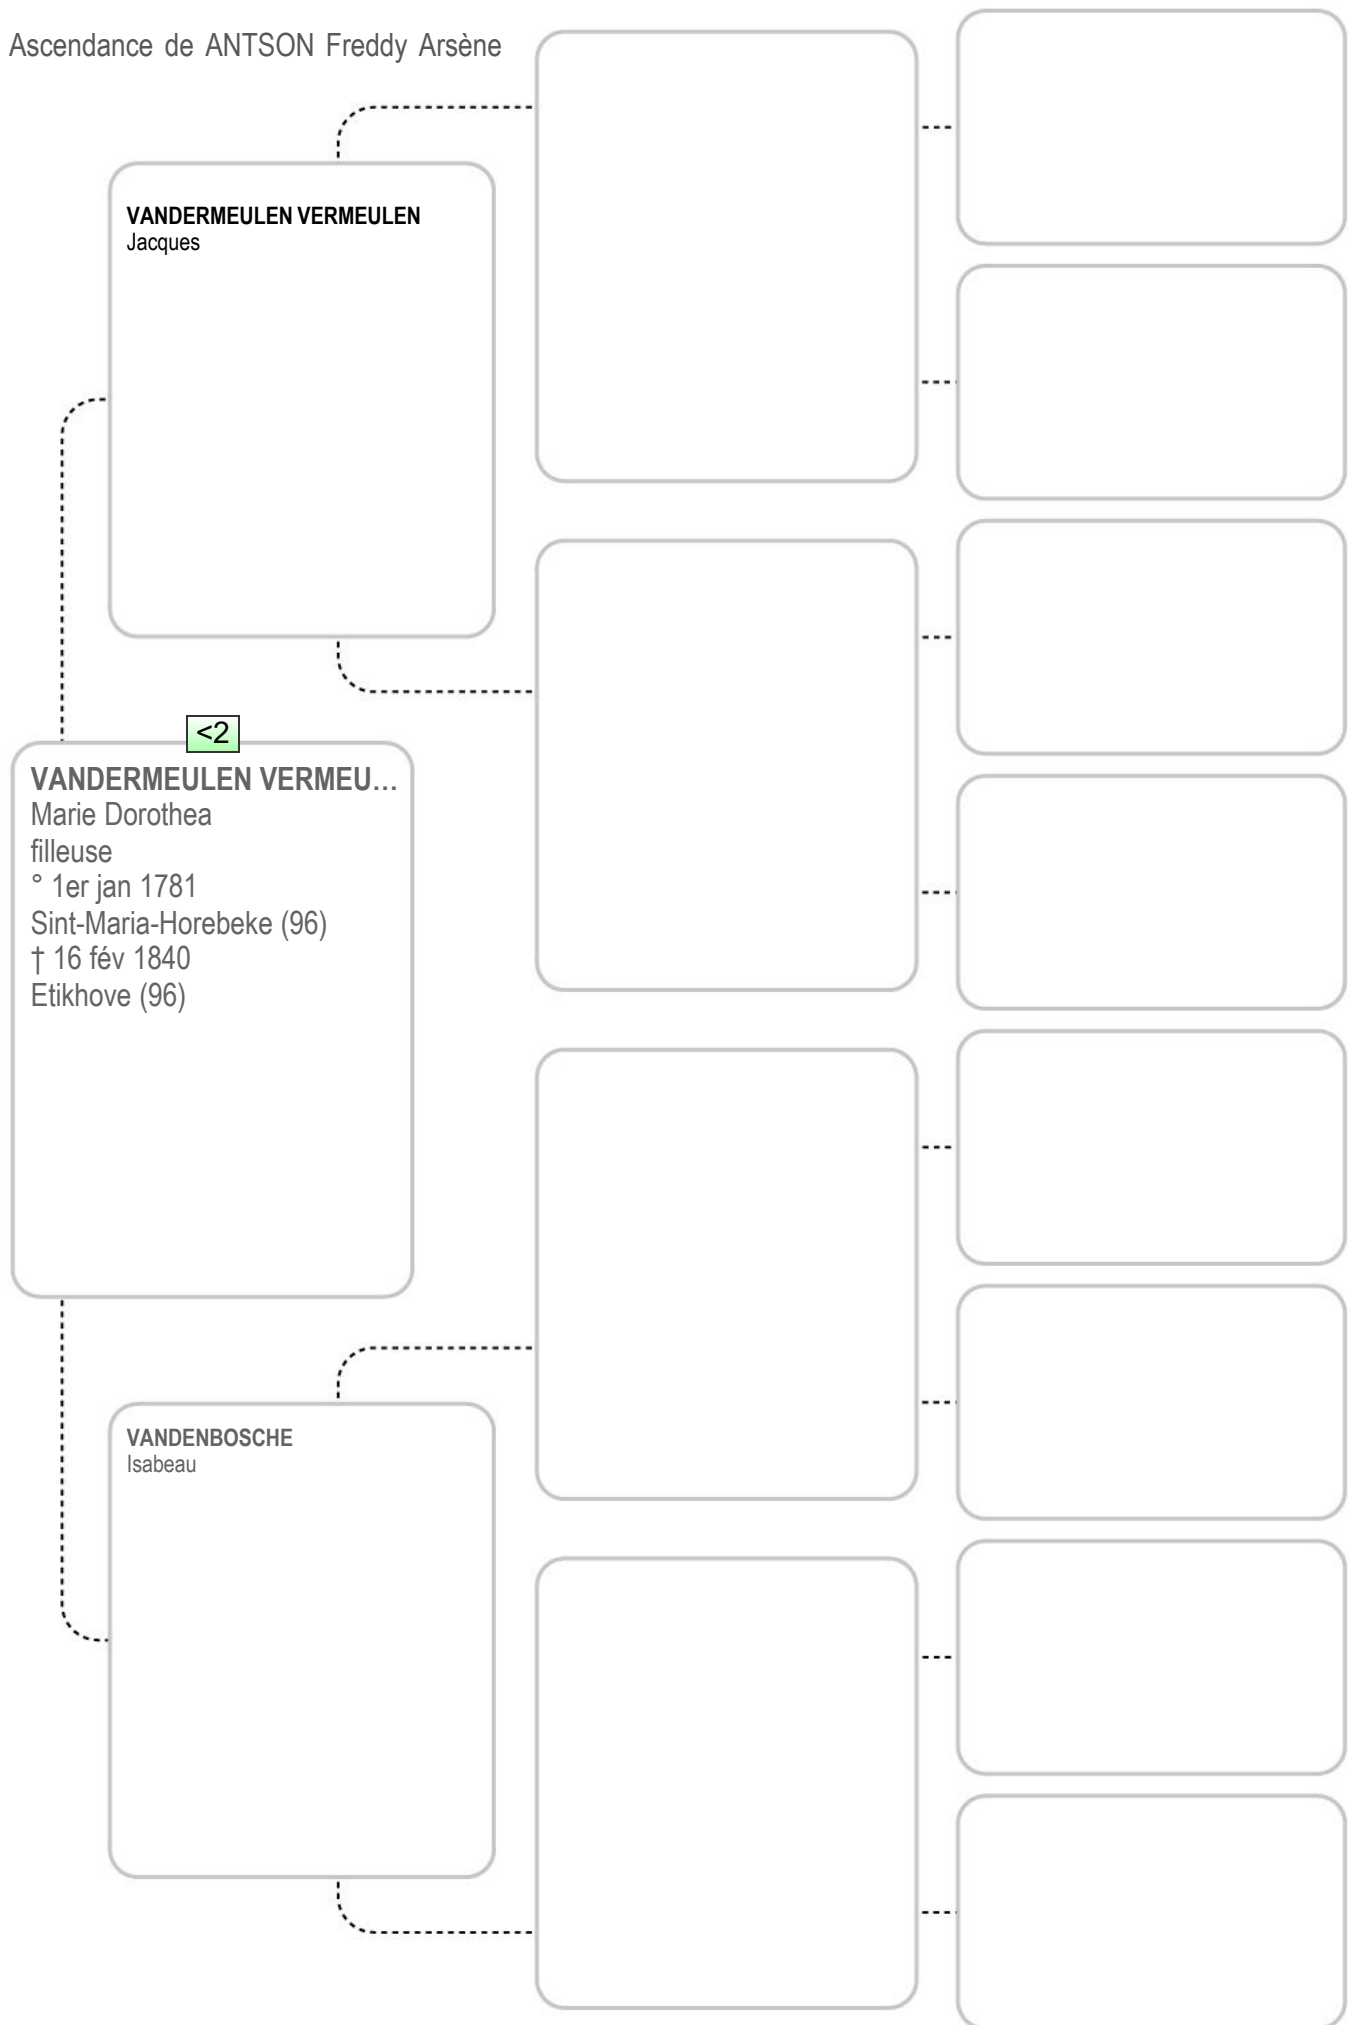 Ascendance de ANTSON Freddy Arsène
VANDERMEULEN VERMEULEN
Jacques
<2
VANDERMEULEN VERMEU...
Marie Dorothea
filleuse
° 1er jan 1781
Sint-Maria-Horebeke (96)
† 16 fév 1840
Etikhove (96)
VANDENBOSCHE
Isabeau